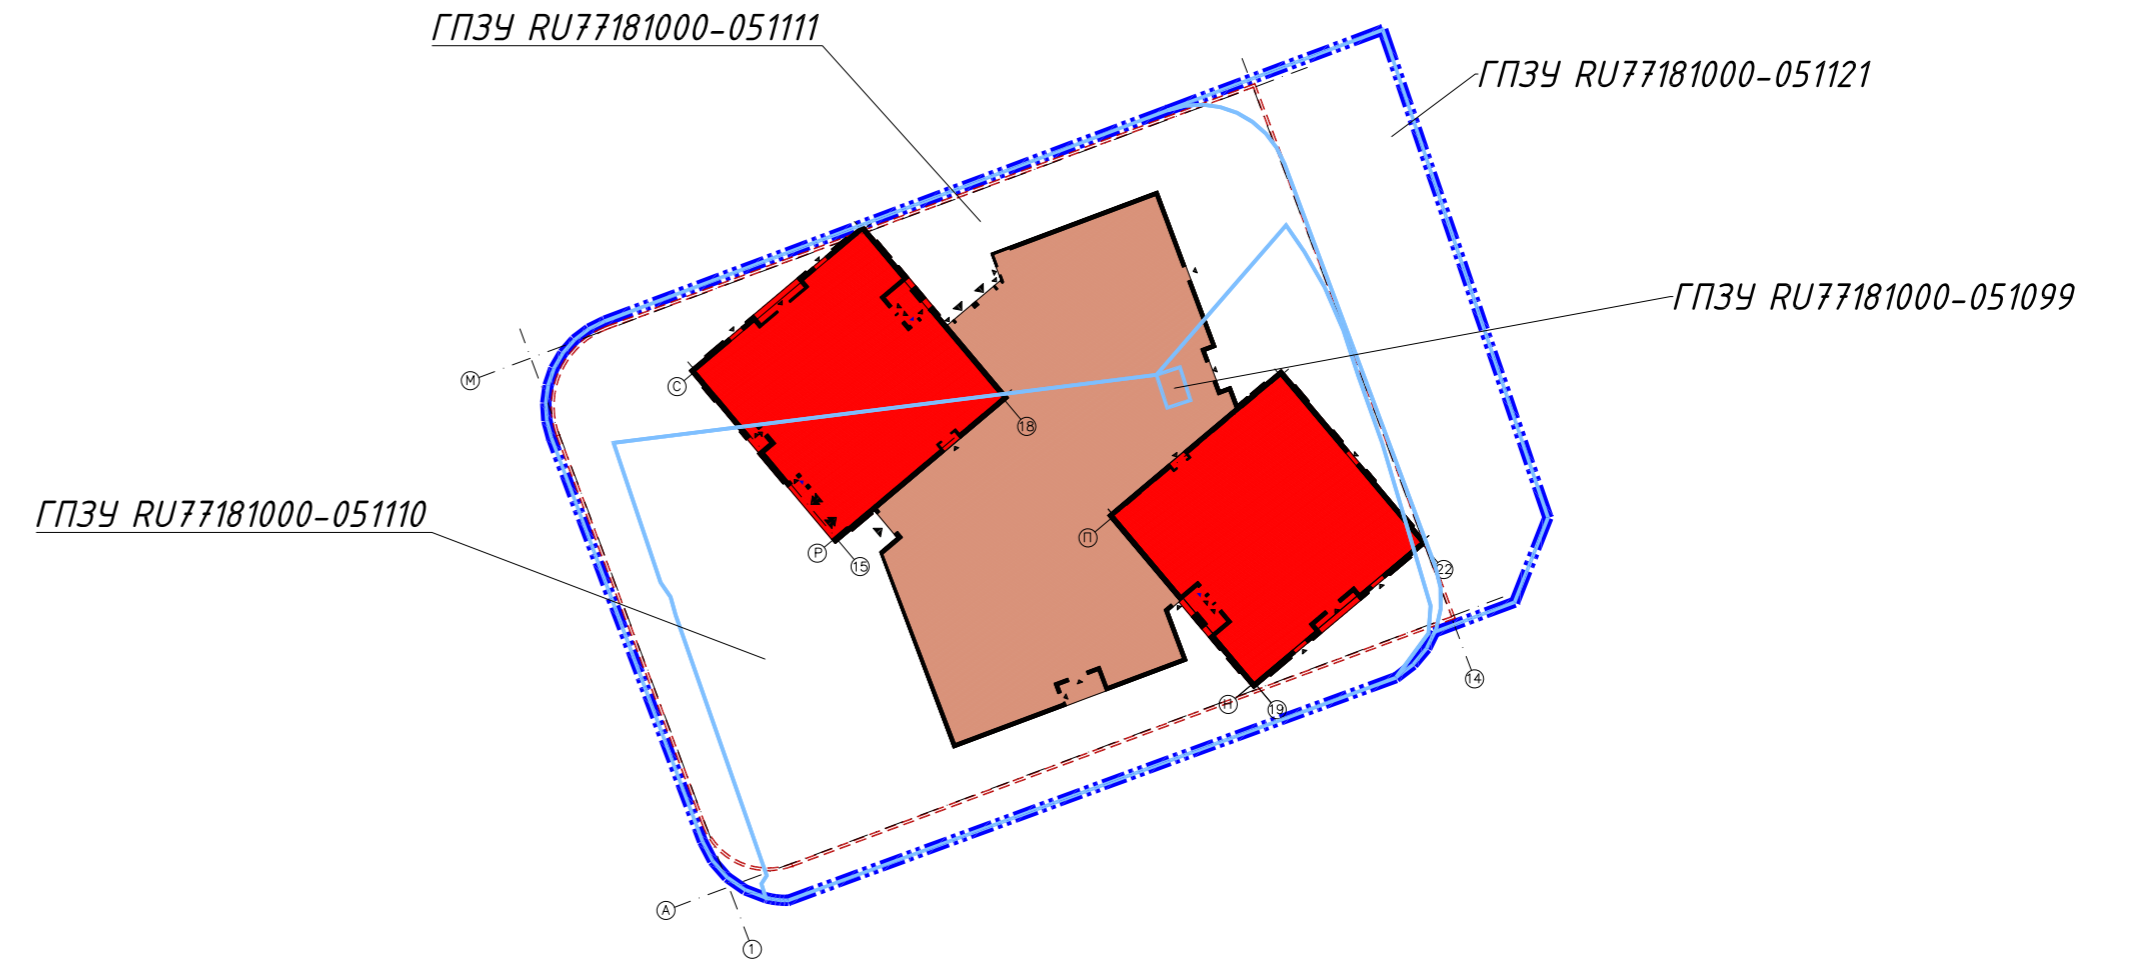 ГПЗУ RU77181000-051111
ГПЗУ RU77181000-051121
ГПЗУ RU77181000-051099
М
С
18
ГПЗУ RU77181000-051110
Р
15
П
22
14
Н
19
А
1